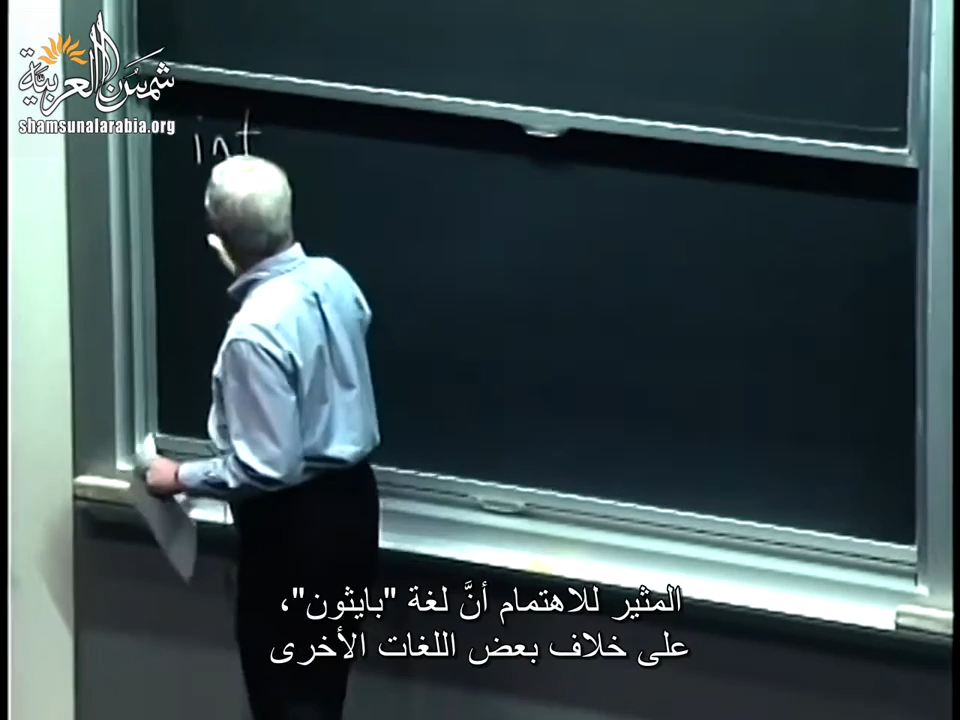 شمس العربية
shamsunalarabia.org
int
المثير للاهتمام أنَّ لغة "بايثون"،
على خلاف بعض اللغات الأخرى